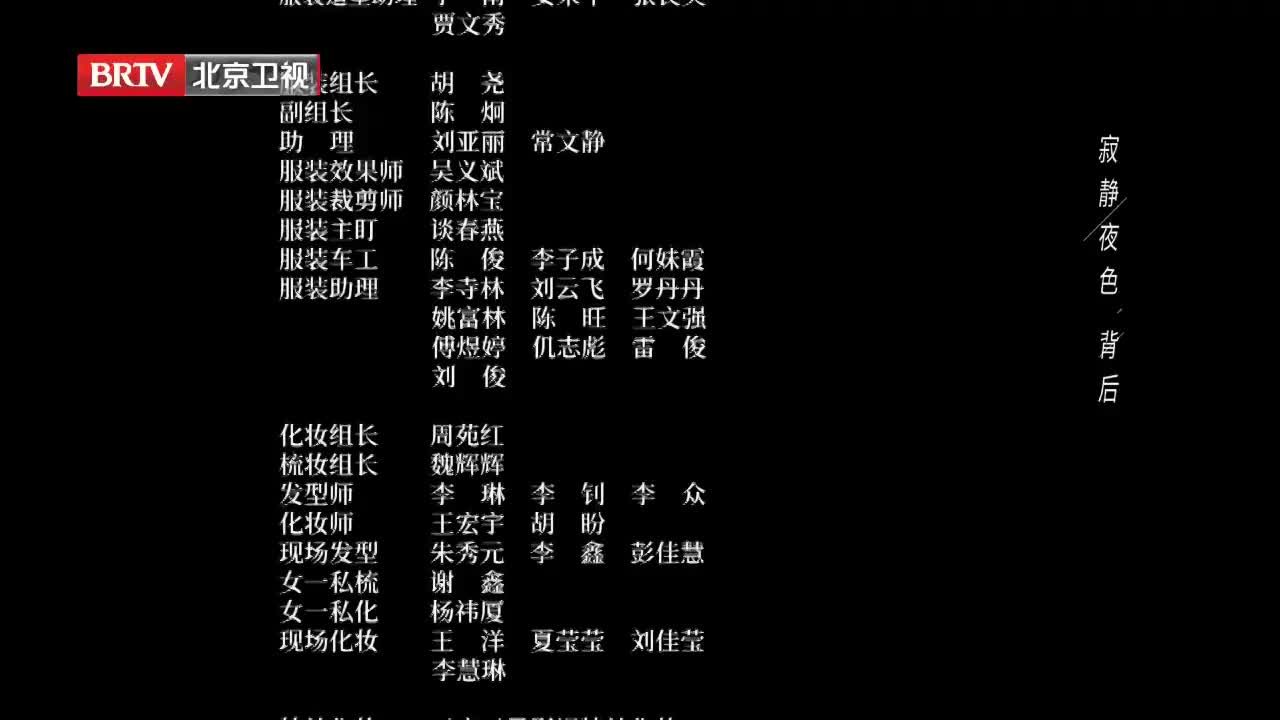 贾文秀
BRTV 北京卫视
服装组长 胡 尧
副组长 陈 炯
助 理 刘亚丽 常文静
服装效果师 吴义斌
服装裁剪师 颜林宝
服装主盯 谈春燕
服装车工 陈 俊 李子成 何妹霞
服装助理 李寺林 刘云飞 罗丹丹
姚富林 陈 旺 王文强
傅煜婷 仉志彪 雷 俊
刘 俊
化妆组长 周苑红
梳妆组长 魏辉辉
发型师 李 琳 李 钊 李 众
化妆师 王宏宇 胡 盼
现场发型 朱秀元 李 鑫 彭佳慧
女一私梳 谢 鑫
女一私化 杨祎厦
现场化妆 王 洋 夏莹莹 刘佳莹
李慧琳
寂静夜色背后